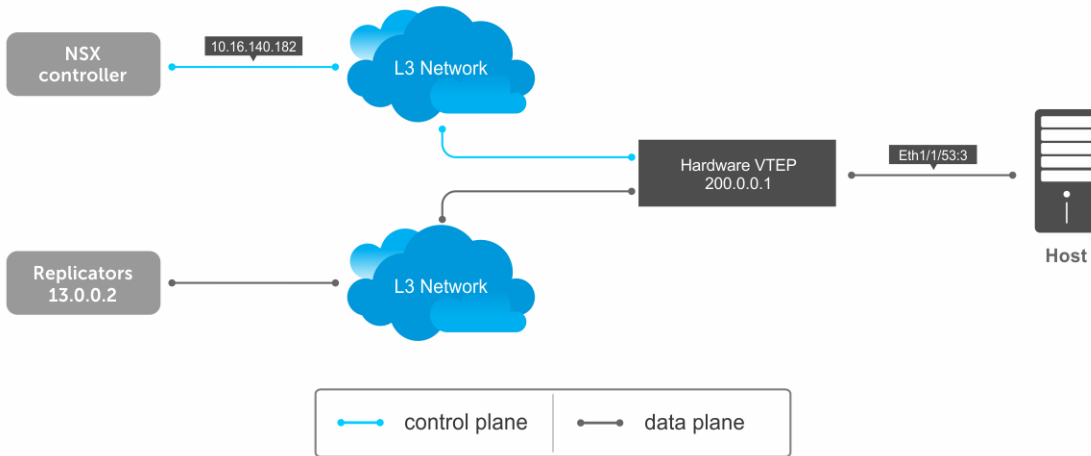 NSX
controller
10.16.140.182
L3 Network
Hardware VTEP
200.0.0.1
Eth1/1/53:3
Host
Replicators
13.0.0.2
L3 Network
control plane
data plane